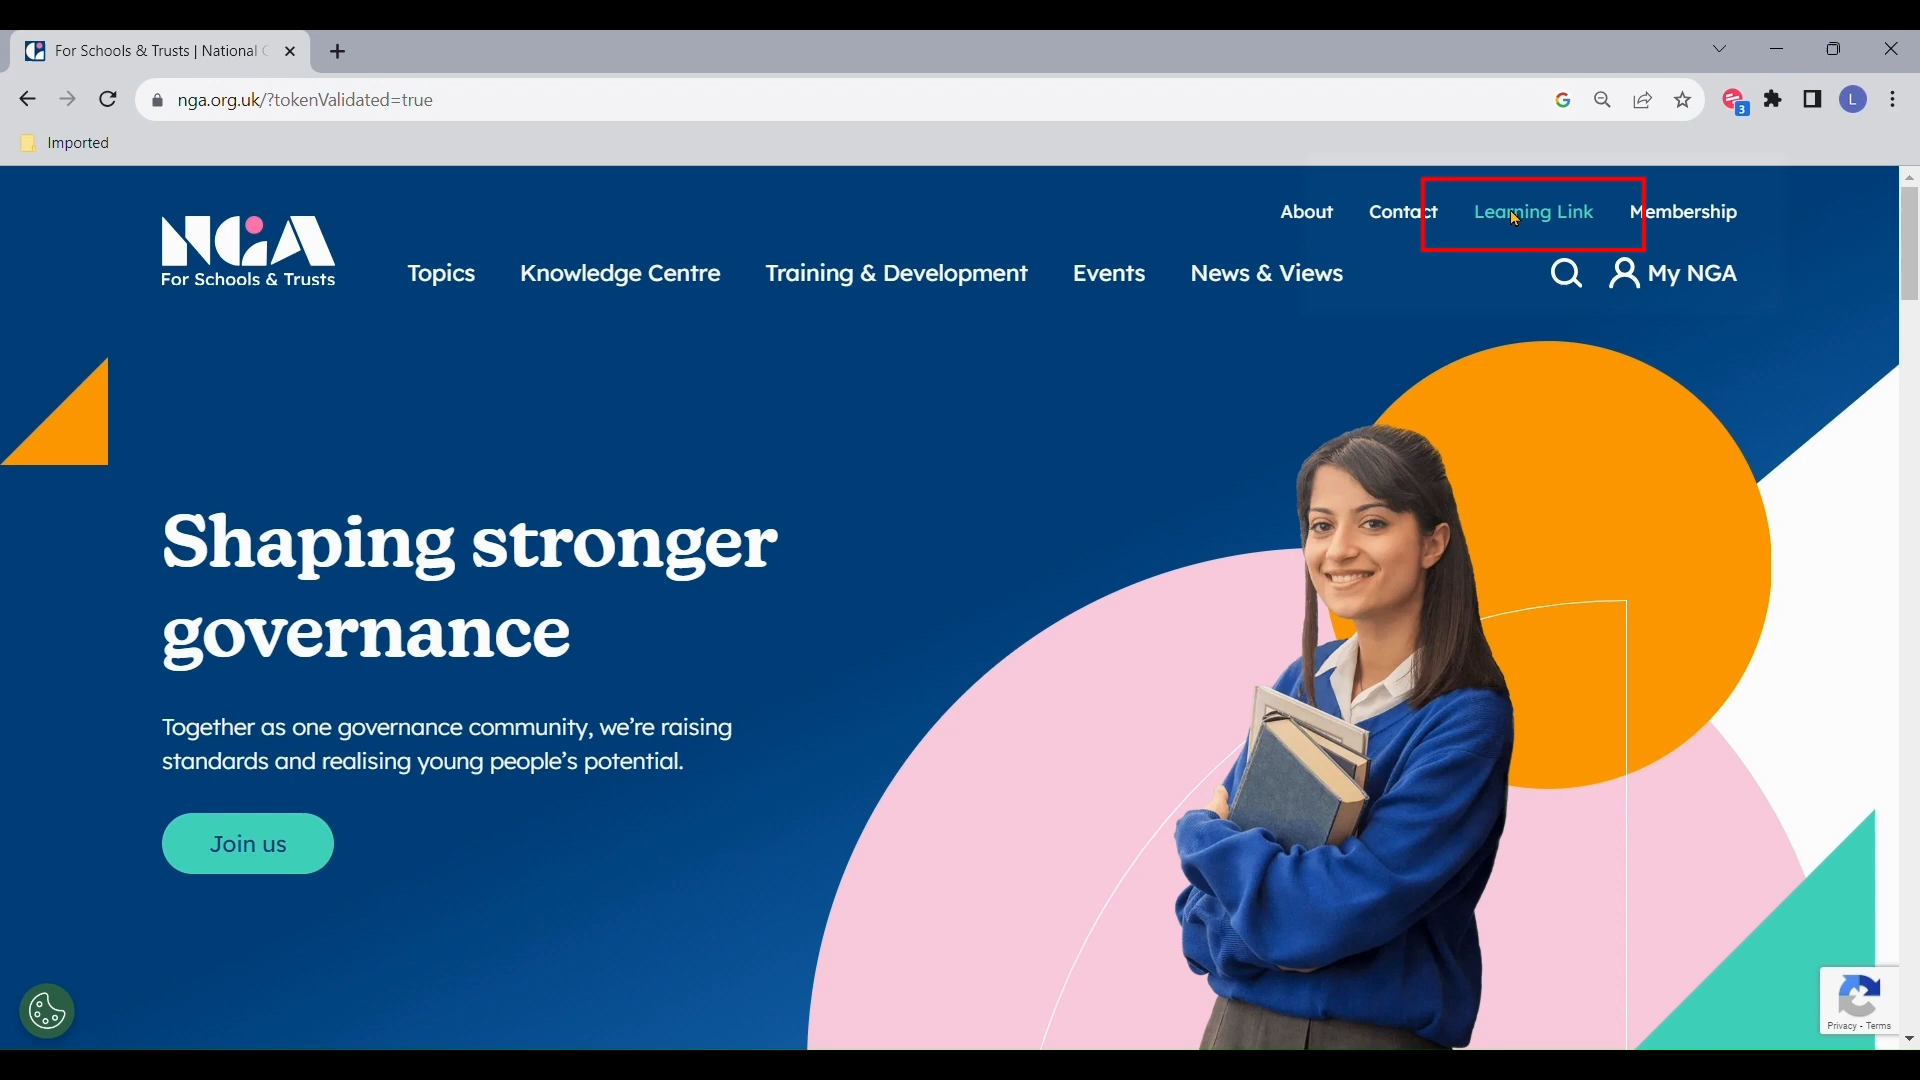 For Schools & Trusts | National
nga.org.uk/?tokenValidated=true
3
L
Imported
About Contact Learning Link Membership
NGA
For Schools & Trusts
Topics Knowledge Centre Training & Development Events News & Views My NGA
Shaping stronger
governance
Together as one governance community, we’re raising
standards and realising young people’s potential.
Join us
Privacy - Terms